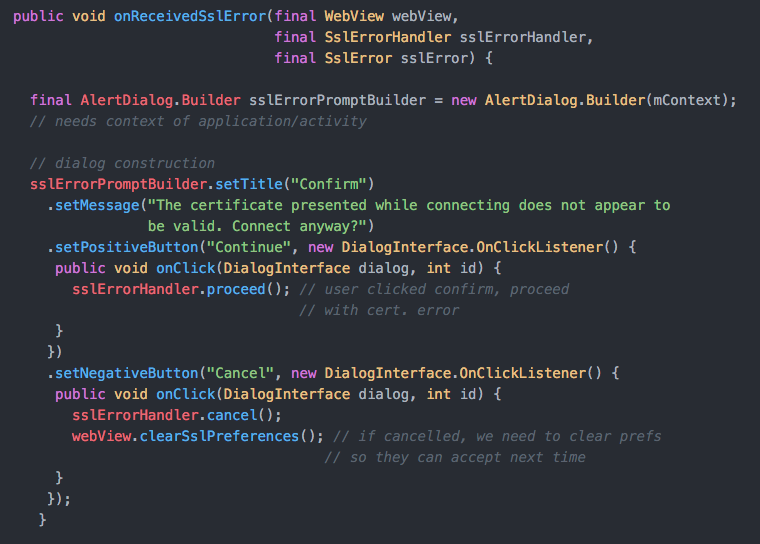 public void onReceivedSslError(final WebView webView,
                               final SslErrorHandler sslErrorHandler,
                               final SslError sslError) {

  final AlertDialog.Builder sslErrorPromptBuilder = new AlertDialog.Builder(mContext);
  // needs context of application/activity

  // dialog construction
  sslErrorPromptBuilder.setTitle("Confirm")
    .setMessage("The certificate presented while connecting does not appear to
                be valid. Connect anyway?")
    .setPositiveButton("Continue", new DialogInterface.OnClickListener() {
     public void onClick(DialogInterface dialog, int id) {
       sslErrorHandler.proceed(); // user clicked confirm, proceed
                                  // with cert. error
     }
    })
    .setNegativeButton("Cancel", new DialogInterface.OnClickListener() {
     public void onClick(DialogInterface dialog, int id) {
       sslErrorHandler.cancel();
       webView.clearSslPreferences(); // if cancelled, we need to clear prefs
                                     // so they can accept next time
     }
    });
   }